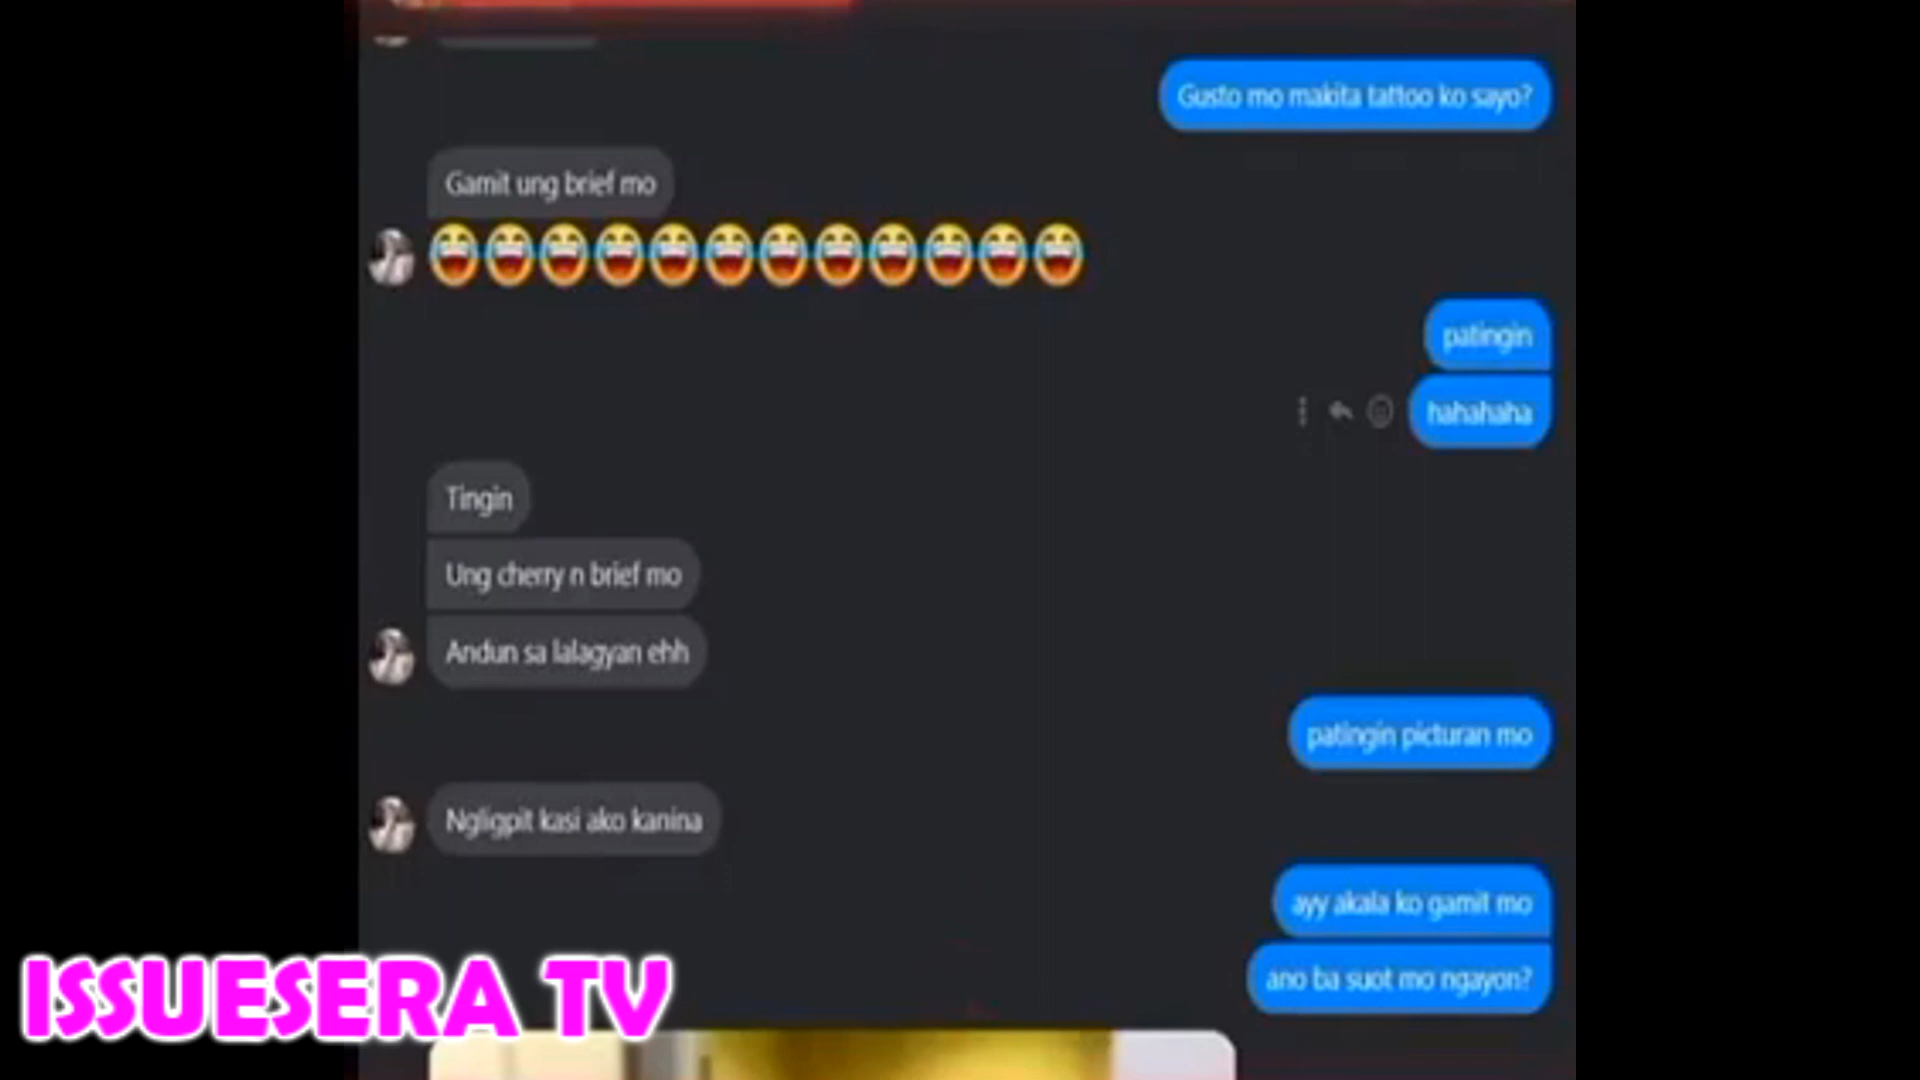 Gusto mo makita tattoo ko sayo?
Gamit ung brief mo
😂😂😂😂😂😂😂😂😂😂😂😂
patingin
hahahaha
Tingin
Ung cherry n brief mo
Andun sa lalagyan ehh
patingin picturan mo
Ngligpit kasi ako kanina
ayy akala ko gamit mo
ano ba suot mo ngayon?
ISSUESERA TV